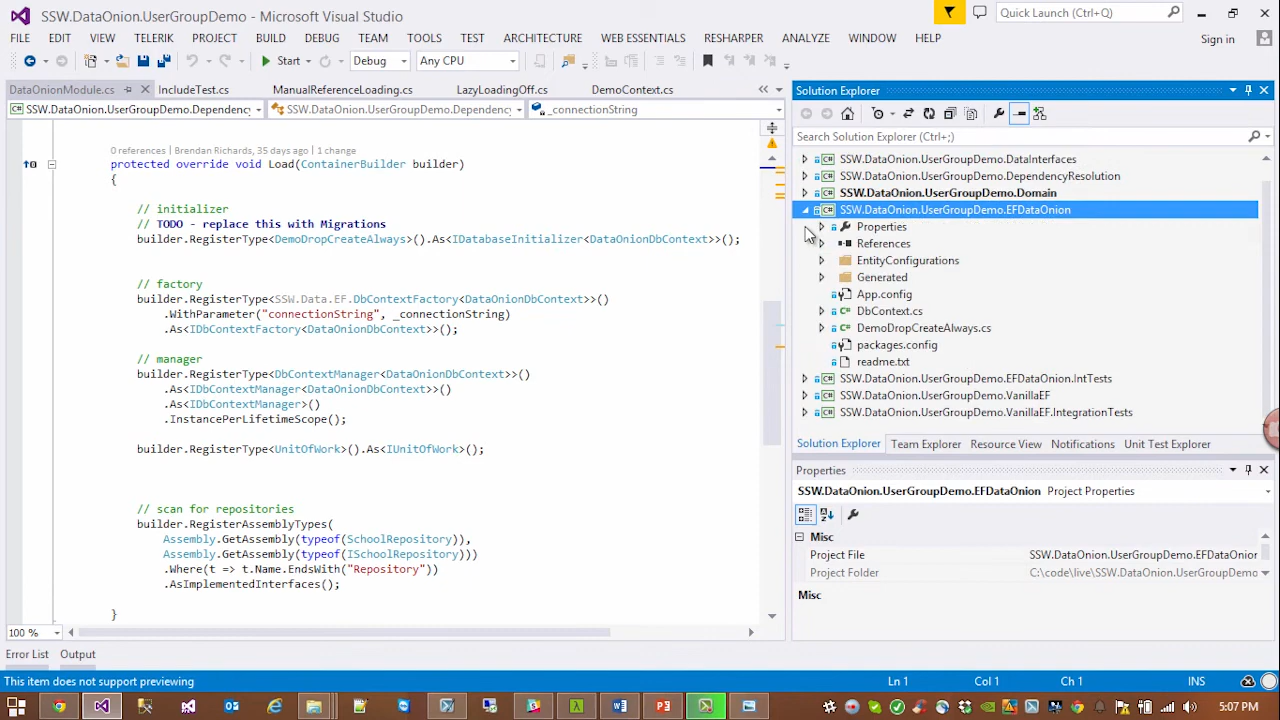 SSW.DataOnion.UserGroupDemo - Microsoft Visual Studio
Quick Launch (Ctrl+Q)
FILE EDIT VIEW TELERIK PROJECT BUILD DEBUG TEAM TOOLS TEST ARCHITECTURE WEB ESSENTIALS RESHARPER ANALYZE WINDOW HELP
Sign in
Start Debug Any CPU
DataOnionModule.cs IncludeTest.cs ManualReferenceLoading.cs LazyLoadingOff.cs DemoContext.cs
SSW.DataOnion.UserGroupDemo.Dependenc SSW.DataOnion.UserGroupDemo.Dependenc _connectionString
0 references | Brendan Richards, 35 days ago | 1 change
protected override void Load(ContainerBuilder builder)
{
// initializer
// TODO - replace this with Migrations
builder.RegisterType<DemoDropCreateAlways>().As<IDatabaseInitializer<DataOnionDbContext>>();
// factory
builder.RegisterType<SSW.Data.EF.DbContextFactory<DataOnionDbContext>>()
.WithParameter("connectionString", _connectionString)
.As<IDbContextFactory<DataOnionDbContext>>();
// manager
builder.RegisterType<DbContextManager<DataOnionDbContext>>()
.As<IDbContextManager<DataOnionDbContext>>()
.As<IDbContextManager>()
.InstancePerLifetimeScope();
builder.RegisterType<UnitOfWork>().As<IUnitOfWork>();
// scan for repositories
builder.RegisterAssemblyTypes(
Assembly.GetAssembly(typeof(SchoolRepository)),
Assembly.GetAssembly(typeof(ISchoolRepository)))
.Where(t => t.Name.EndsWith("Repository"))
.AsImplementedInterfaces();
}
100 %
Error List Output
Solution Explorer
Search Solution Explorer (Ctrl+;)
SSW.DataOnion.UserGroupDemo.DataInterfaces
SSW.DataOnion.UserGroupDemo.DependencyResolution
SSW.DataOnion.UserGroupDemo.Domain
SSW.DataOnion.UserGroupDemo.EFDataOnion
Properties
References
EntityConfigurations
Generated
App.config
DbContext.cs
DemoDropCreateAlways.cs
packages.config
readme.txt
SSW.DataOnion.UserGroupDemo.EFDataOnion.IntTests
SSW.DataOnion.UserGroupDemo.VanillaEF
SSW.DataOnion.UserGroupDemo.VanillaEF.IntegrationTests
Solution Explorer Team Explorer Resource View Notifications Unit Test Explorer
Properties
SSW.DataOnion.UserGroupDemo.EFDataOnion Project Properties
Misc
Project File SSW.DataOnion.UserGroupDemo.EFDataOnion
Project Folder C:\code\live\SSW.DataOnion.UserGroupDemo
Misc
This item does not support previewing Ln 1 Col 1 Ch 1 INS
5:07 PM